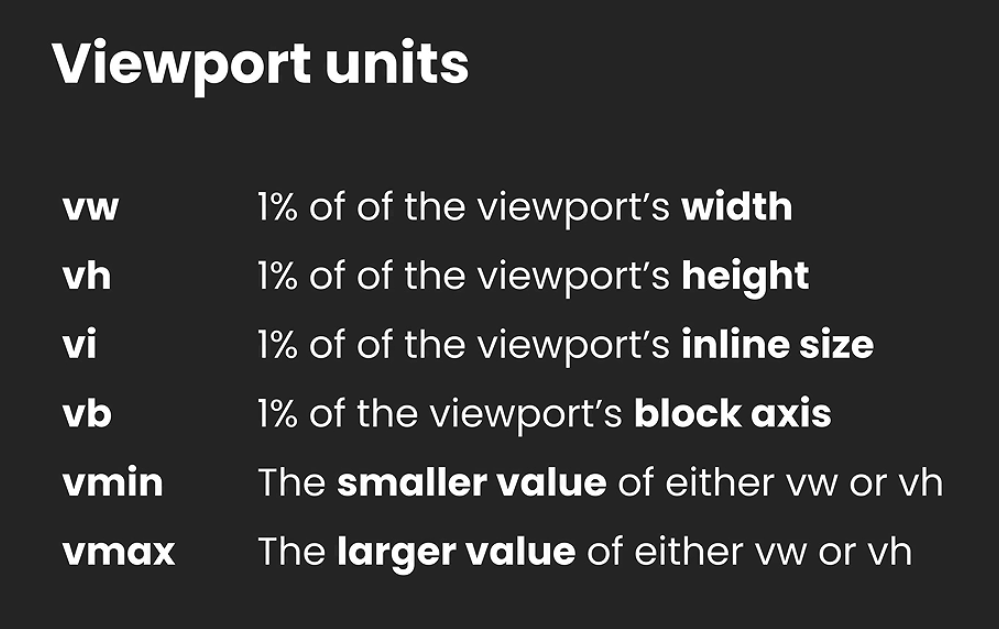 Viewport units
vw 1% of of the viewport’s width
vh 1% of of the viewport’s height
vi 1% of of the viewport’s inline size
vb 1% of the viewport’s block axis
vmin The smaller value of either vw or vh
vmax The larger value of either vw or vh